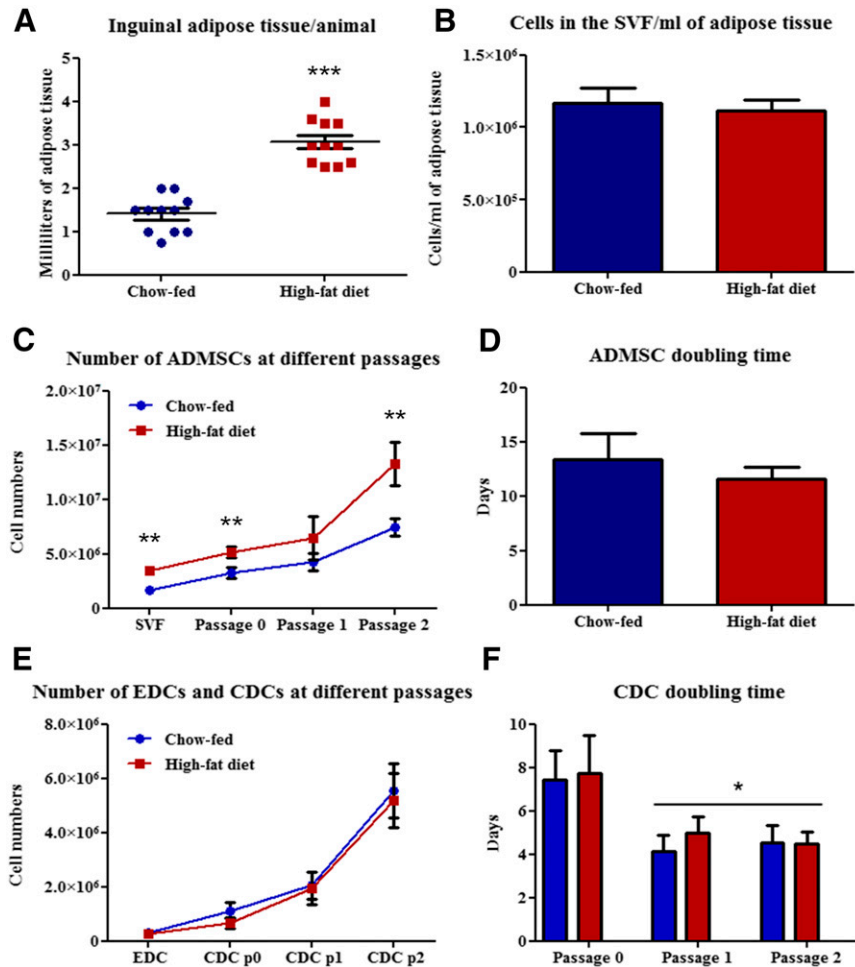 A
Inguinal adipose tissue/animal
Milliliters of adipose tissue
5
4
3
2
1
0
***
Chow-fed
High-fat diet
B
Cells in the SVF/ml of adipose tissue
Cells/ml of adipose tissue
1.5×10⁶
1.0×10⁶
5.0×10⁵
0
Chow-fed
High-fat diet
C
Number of ADMSCs at different passages
Cell numbers
2.0×10⁷
1.5×10⁷
1.0×10⁷
5.0×10⁶
0
Chow-fed
High-fat diet
**
**
**
SVF
Passage 0
Passage 1
Passage 2
D
ADMSC doubling time
Days
20
15
10
5
0
Chow-fed
High-fat diet
E
Number of EDCs and CDCs at different passages
Cell numbers
8.0×10⁶
6.0×10⁶
4.0×10⁶
2.0×10⁶
0
Chow-fed
High-fat diet
EDC
CDC p0
CDC p1
CDC p2
F
CDC doubling time
Days
10
8
6
4
2
0
*
Passage 0
Passage 1
Passage 2